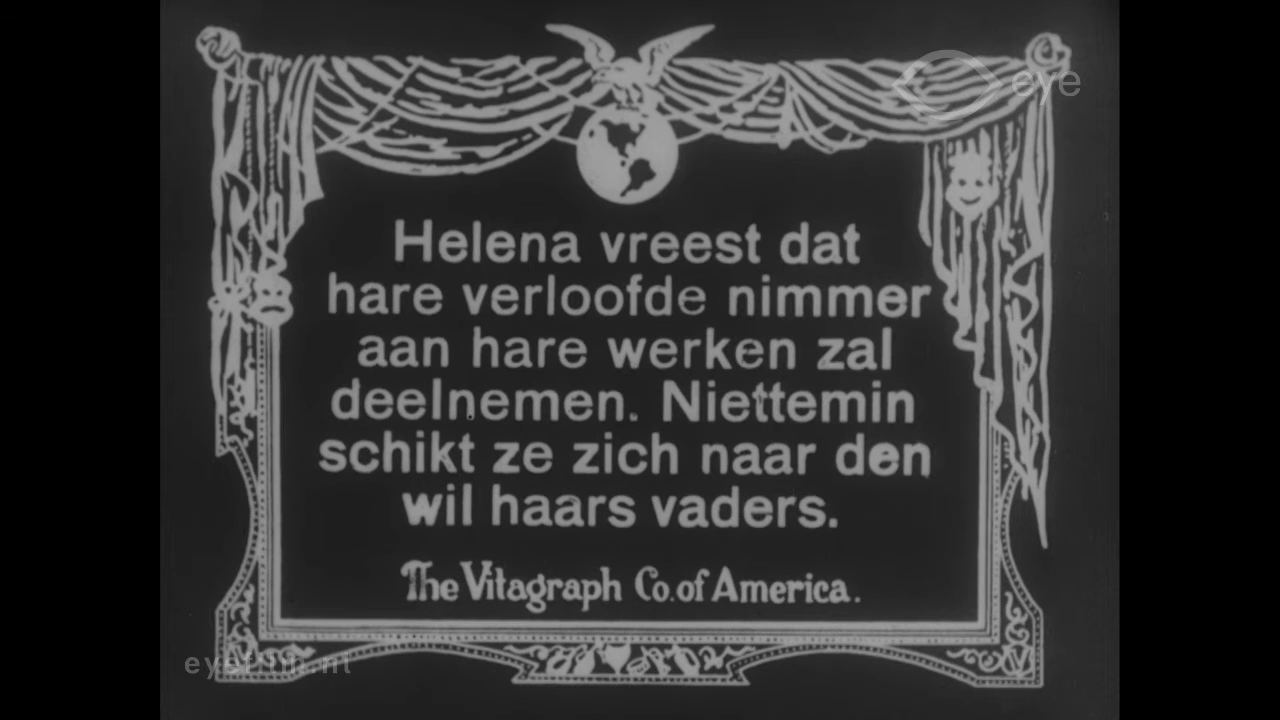 eye
Helena vreest dat
hare verloofde nimmer
aan hare werken zal
deelnemen. Niettemin
schikt ze zich naar den
wil haars vaders.
The Vitagraph Co. of America.
eyefilm.nl